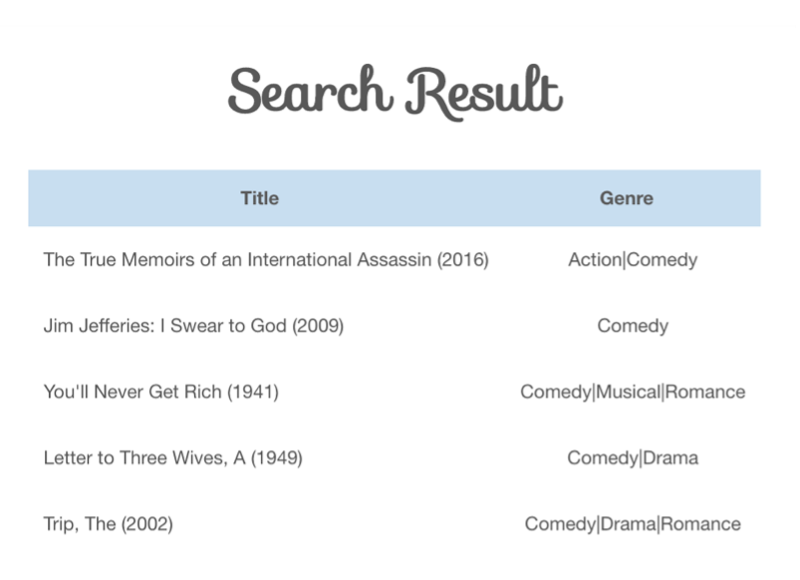 Search Result
Title Genre
The True Memoirs of an International Assassin (2016) Action|Comedy
Jim Jefferies: I Swear to God (2009) Comedy
You'll Never Get Rich (1941) Comedy|Musical|Romance
Letter to Three Wives, A (1949) Comedy|Drama
Trip, The (2002) Comedy|Drama|Romance